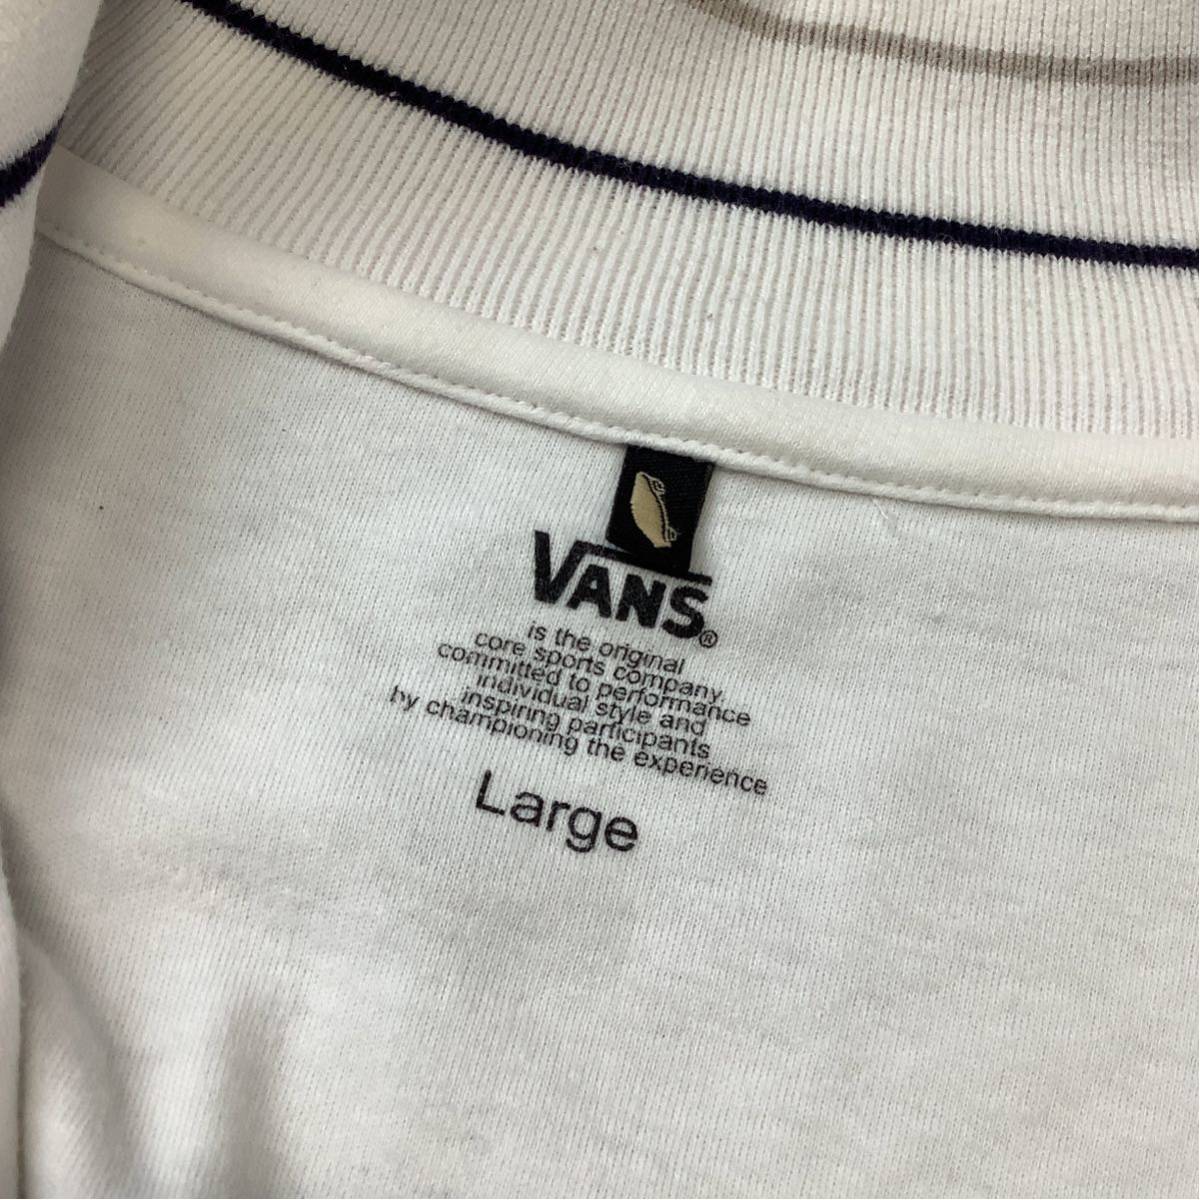 VANS®
is the original
core sports company.
committed to performance
individual style and
inspiring participants
by championing the experience
Large